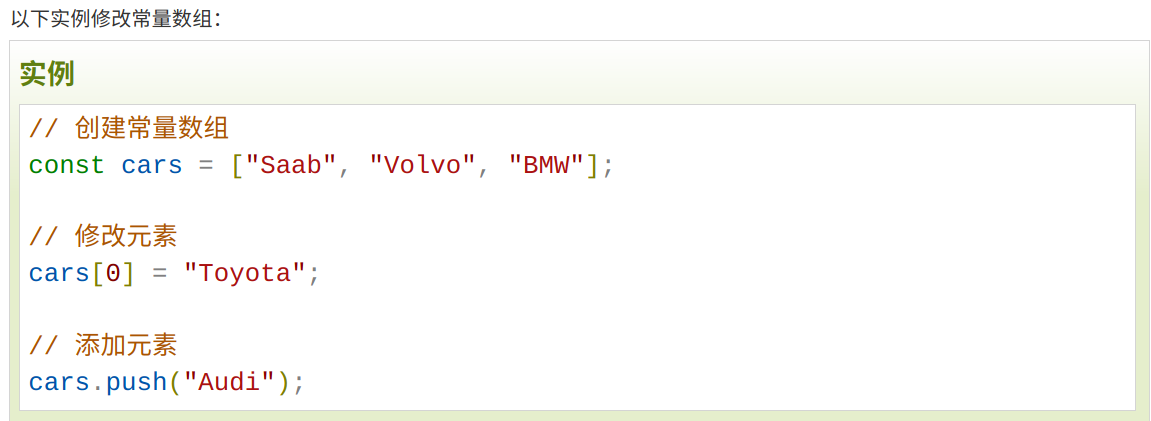 以下实例修改常量数组：
实例
// 创建常量数组
const cars = ["Saab", "Volvo", "BMW"];
// 修改元素
cars[0] = "Toyota";
// 添加元素
cars.push("Audi");